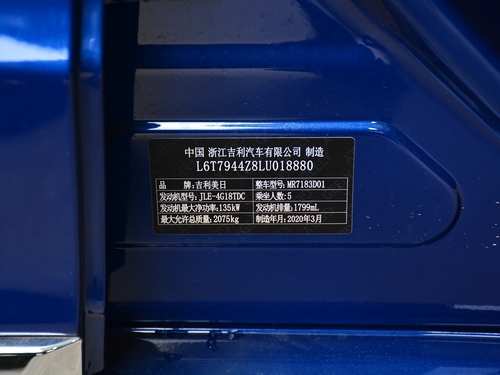 中国 浙江吉利汽车有限公司 制造
L6T7944Z8LU018880
品 牌:吉利美日 整车型号:MR7183D01
发动机型号:JLE-4G18TDC 乘坐人数:5
发动机最大净功率:135kW 发动机排量:1799mL
最大允许总质量:2075kg 制造年月:2020年3月